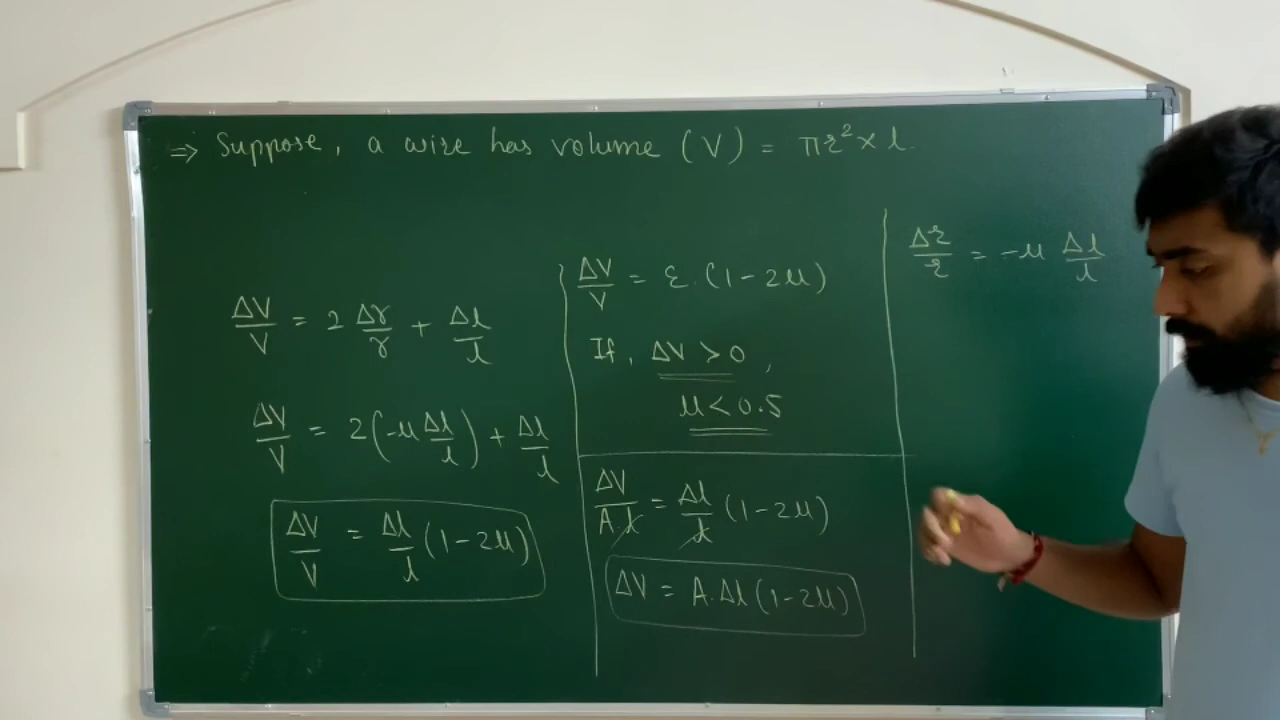 ⇒ Suppose, a wire has volume (V) = πr² × l.
ΔV/V = 2 Δr/r + Δl/l
ΔV/V = 2(-μ Δl/l) + Δl/l
ΔV/V = Δl/l (1-2μ)
ΔV/V = ε.(1-2μ)
If, ΔV > 0,
μ < 0.5
ΔV/A.l = Δl/l (1-2μ)
ΔV = A.Δl(1-2μ)
Δr/r = -μ Δl/l